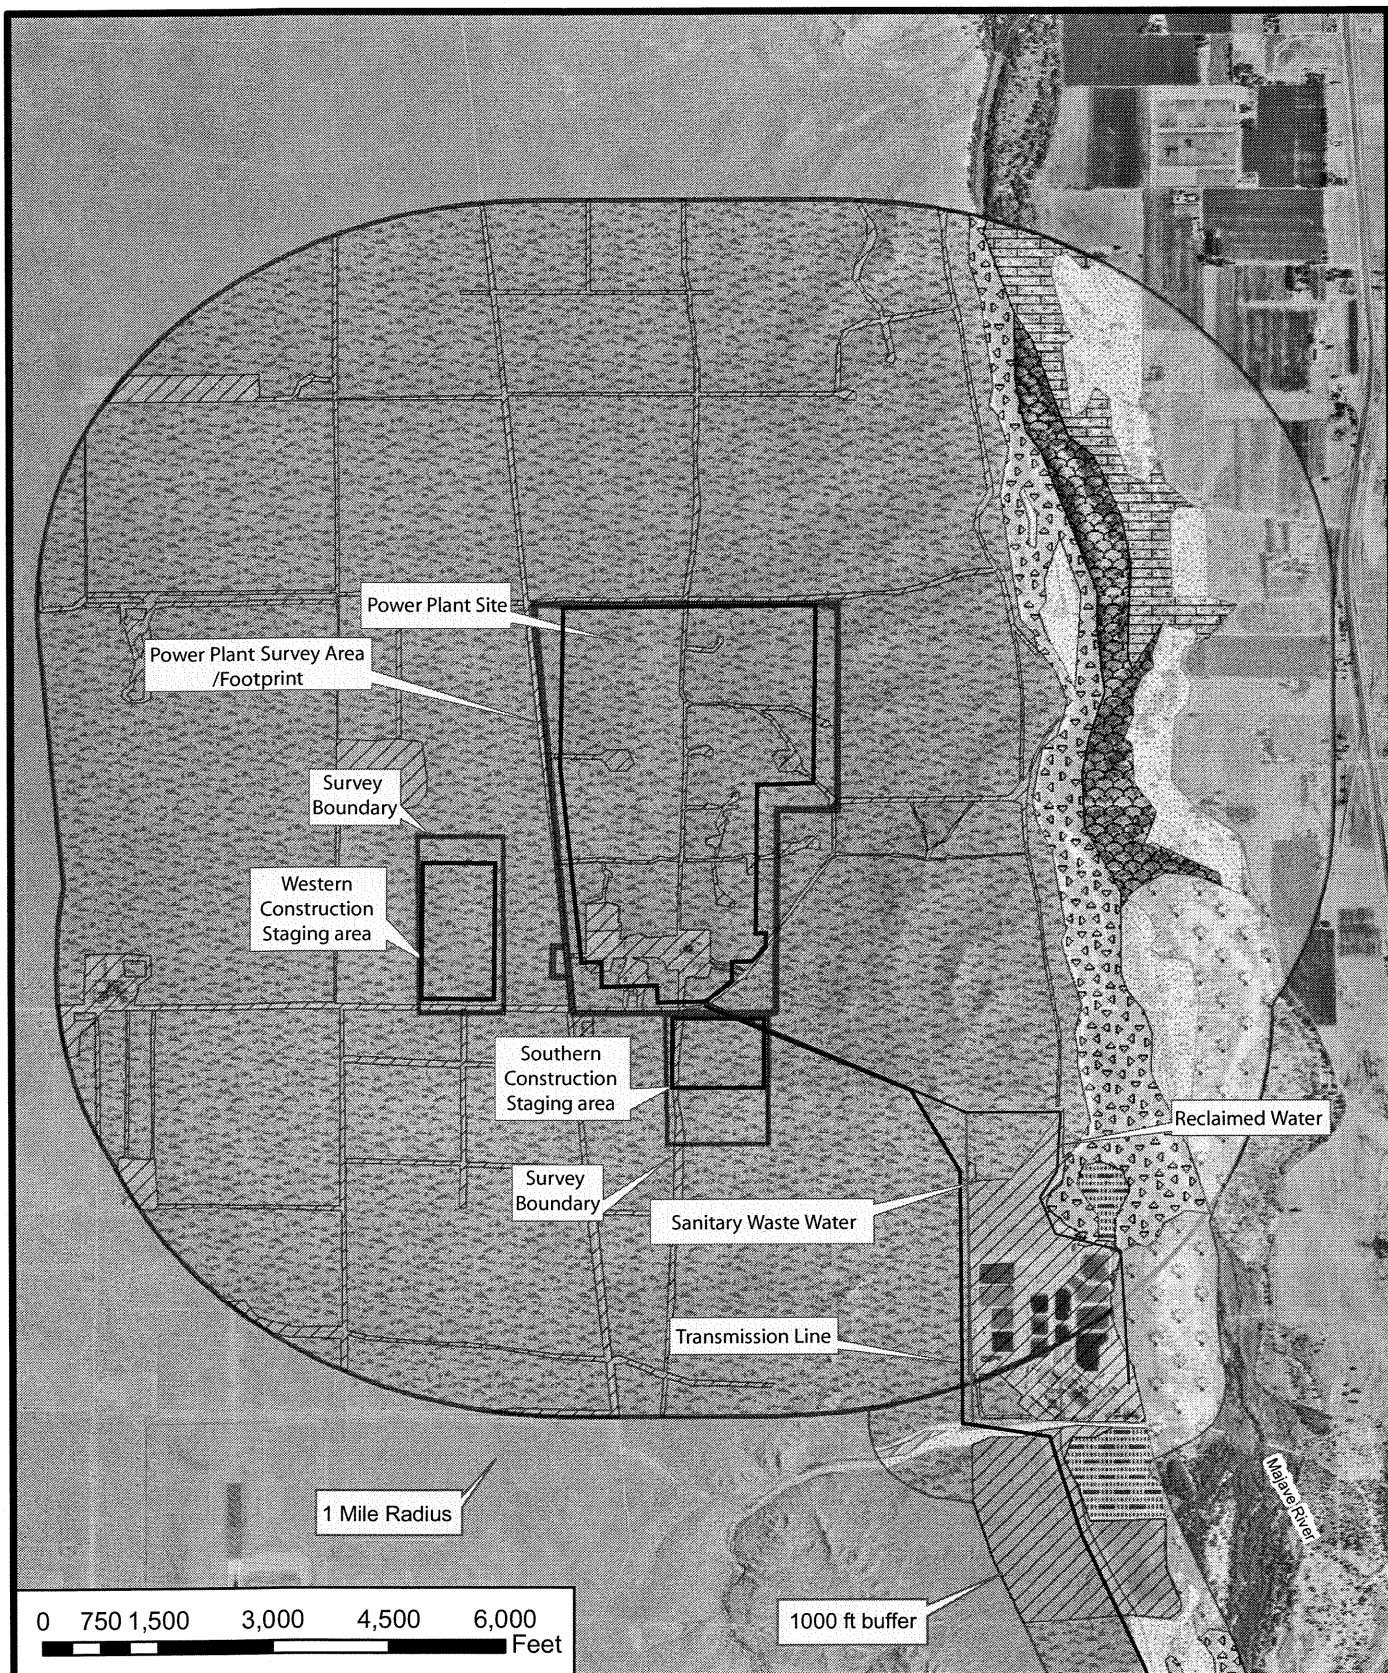 Power Plant Site
Power Plant Survey Area
/Footprint
Survey
Boundary
Western
Construction
Staging area
Southern
Construction
Staging area
Reclaimed Water
Survey
Boundary
Sanitary Waste Water
Transmission Line
1 Mile Radius
Majave River
1000 ft buffer
0 750 1,500 3,000 4,500 6,000
Feet